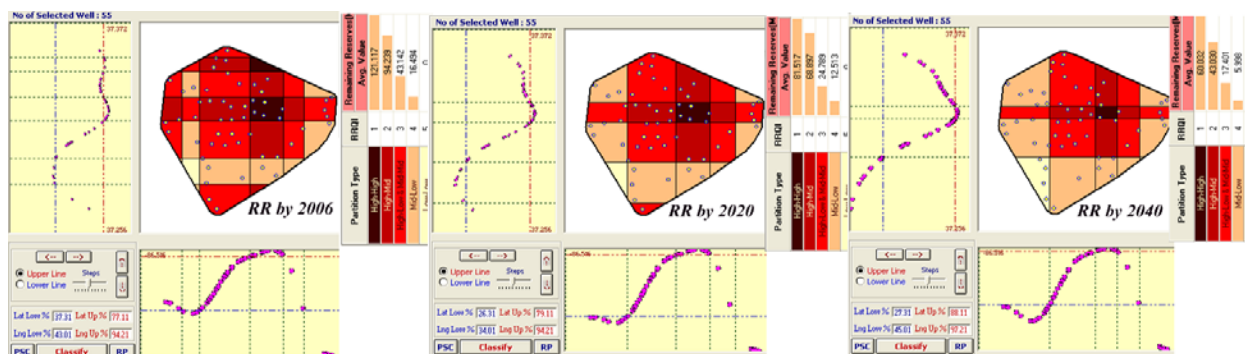 No of Selected Well : 55
37.372
37.256
RR by 2006
Partition Type
RRQI
Remaining Reserves[M
Avg. Value
High-High
1
121.117
High-Mid
2
94.239
3
43.142
Mid-Low
4
16.494
<-- -->
Upper Line
Lower Line
Steps
Lat Low % 37.31 Lat Up % 77.11
Lng Low % 43.01 Lng Up % 94.21
PSC Classify RP
No of Selected Well : 55
37.372
37.256
RR by 2020
Partition Type
RRQI
Remaining Reserves[M
Avg. Value
High-High
1
81.517
High-Mid
2
68.897
3
24.789
Mid-Low
4
12.513
<-- -->
Upper Line
Lower Line
Steps
Lat Low % 26.31 Lat Up % 79.11
Lng Low % 34.01 Lng Up % 94.21
PSC Classify RP
No of Selected Well : 55
37.372
37.256
RR by 2040
Partition Type
RRQI
Remaining Reserves[M
Avg. Value
High-High
1
60.032
High-Mid
2
43.030
3
17.401
Mid-Low
4
5.998
<-- -->
Upper Line
Lower Line
Steps
Lat Low % 27.31 Lat Up % 88.11
Lng Low % 45.01 Lng Up % 97.21
PSC Classify RP